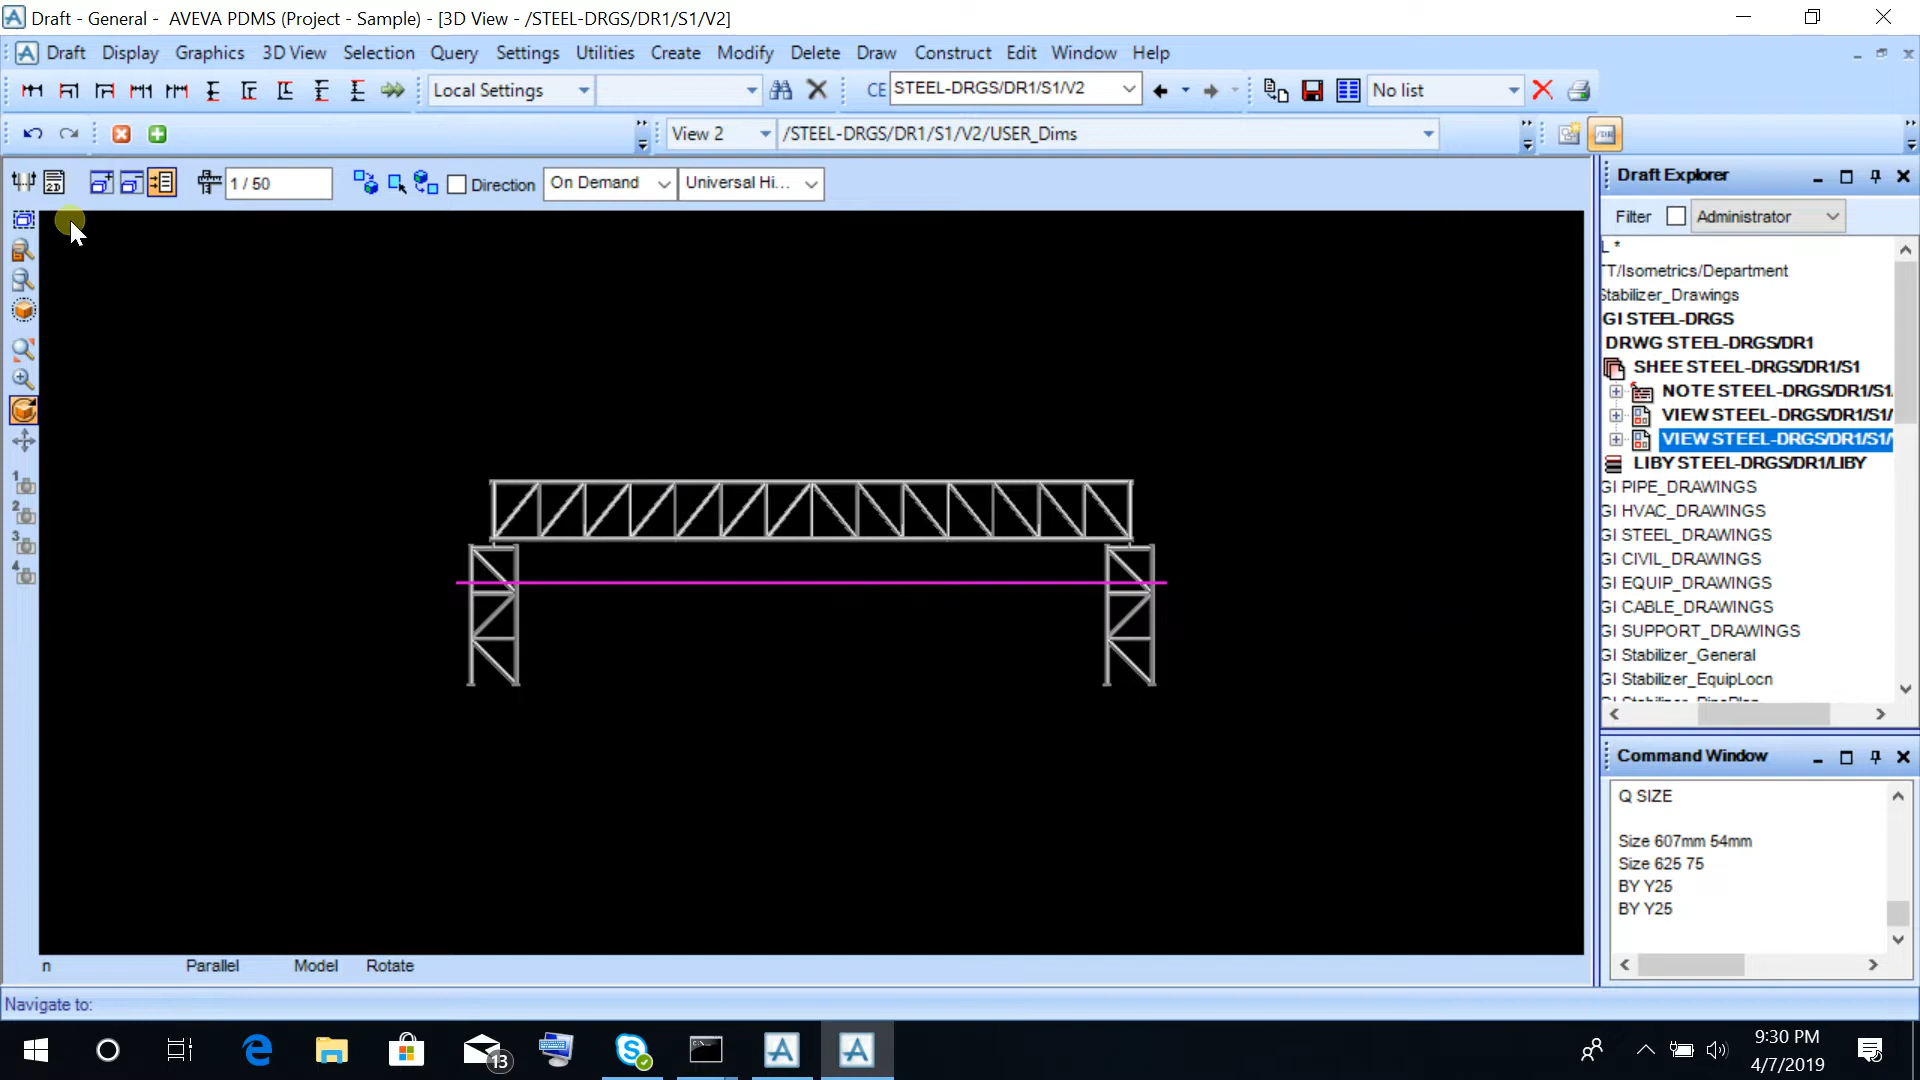 Draft - General -  AVEVA PDMS (Project - Sample) - [3D View - /STEEL-DRGS/DR1/S1/V2]
Draft Display Graphics 3D View Selection Query Settings Utilities Create Modify Delete Draw Construct Edit Window Help
Local Settings CE STEEL-DRGS/DR1/S1/V2 No list
View 2 /STEEL-DRGS/DR1/S1/V2/USER_Dims
2D 1 / 50 Direction On Demand Universal Hi...
Draft Explorer
Filter Administrator
L *
TT/Isometrics/Department
Stabilizer_Drawings
GI STEEL-DRGS
DRWG STEEL-DRGS/DR1
SHEE STEEL-DRGS/DR1/S1
NOTE STEEL-DRGS/DR1/S1
VIEW STEEL-DRGS/DR1/S1/
VIEW STEEL-DRGS/DR1/S1/
LIBY STEEL-DRGS/DR1/LIBY
GI PIPE_DRAWINGS
GI HVAC_DRAWINGS
GI STEEL_DRAWINGS
GI CIVIL_DRAWINGS
GI EQUIP_DRAWINGS
GI CABLE_DRAWINGS
GI SUPPORT_DRAWINGS
GI Stabilizer_General
GI Stabilizer_EquipLocn
1
2
3
4
Command Window
Q SIZE
Size 607mm 54mm
Size 625 75
BY Y25
BY Y25
n Parallel Model Rotate
Navigate to:
13
9:30 PM
4/7/2019